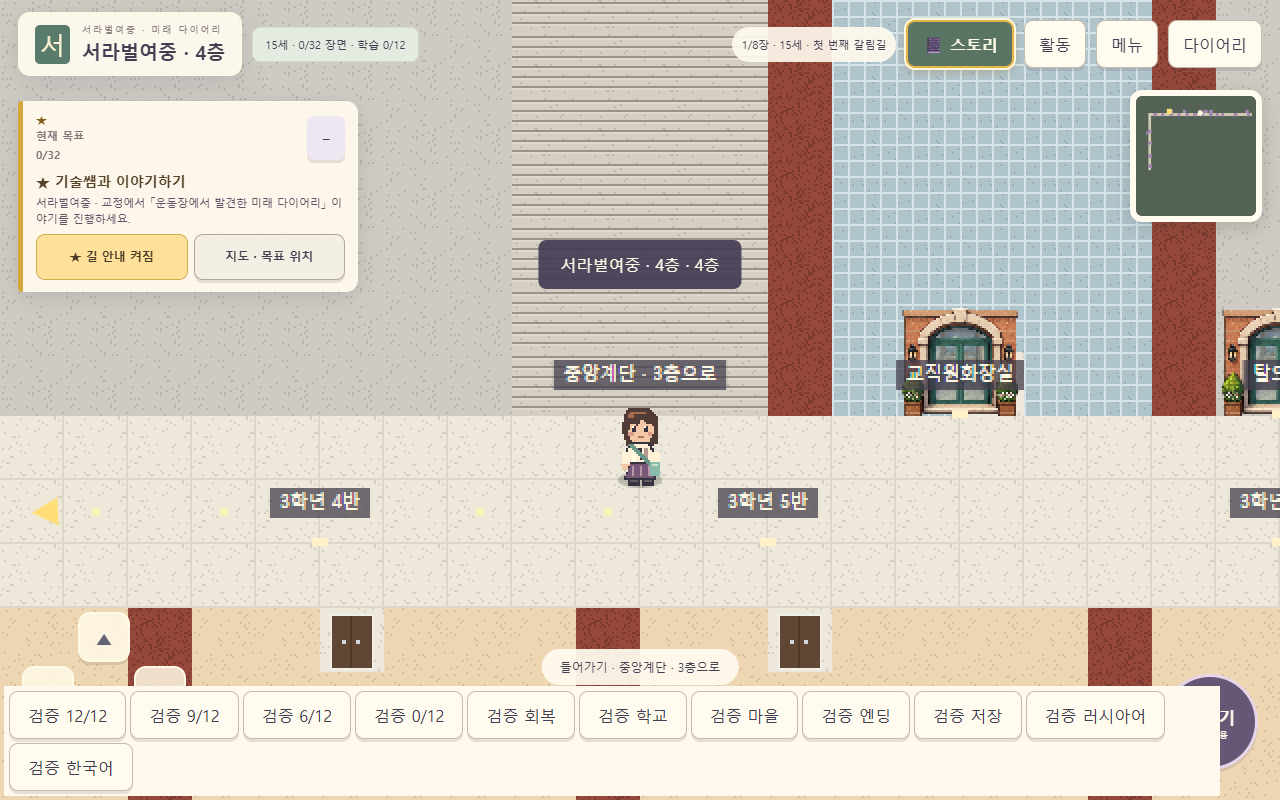 서
서라벌여중 · 미래 다이어리
서라벌여중 · 4층
15세 · 0/32 장면 · 학습 0/12
1/8장 · 15세 · 첫 번째 갈림길
스토리
활동
메뉴
다이어리
★
현재 목표
0/32
–
★ 기술쌤과 이야기하기
서라벌여중 · 교정에서 「운동장에서 발견한 미래 다이어리」 이
야기를 진행하세요.
★ 길 안내 켜짐
지도 · 목표 위치
서라벌여중 · 4층 · 4층
중앙계단 · 3층으로
교직원화장실
3학년 4반
3학년 5반
들어가기 · 중앙계단 · 3층으로
검증 12/12
검증 9/12
검증 6/12
검증 0/12
검증 회복
검증 학교
검증 마을
검증 엔딩
검증 저장
검증 러시아어
검증 한국어